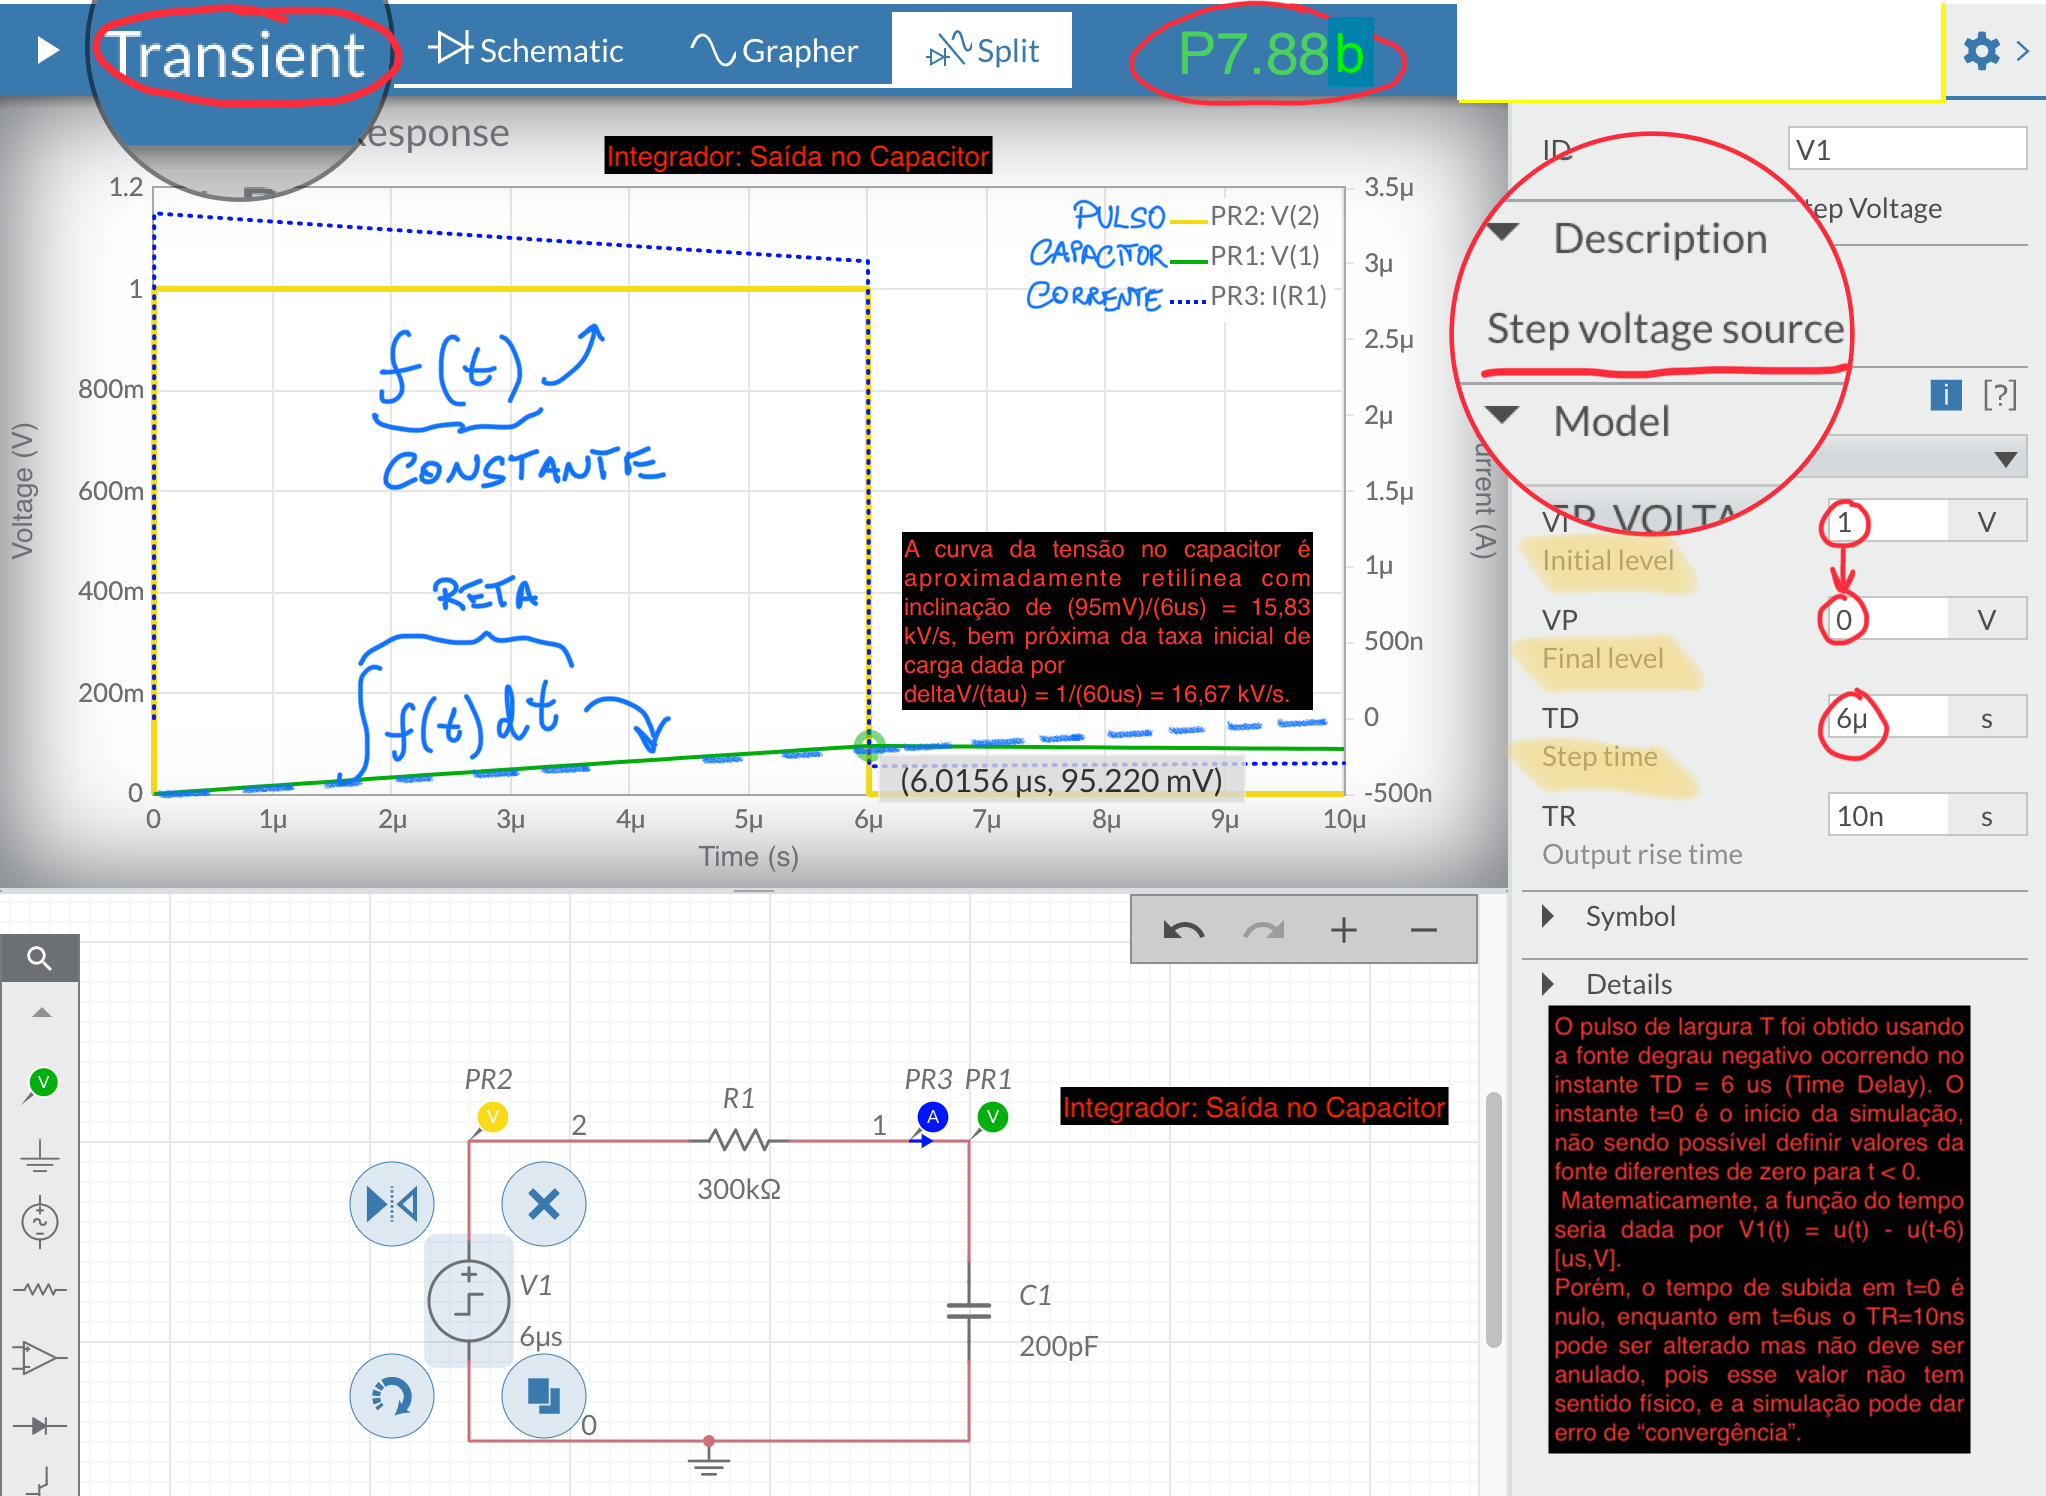 Transient
Schematic
Grapher
Split
P7.88b
esponse
Integrador: Saída no Capacitor
1.2
1
800m
600m
400m
200m
0
Voltage (V)
3.5µ
3µ
2.5µ
2µ
1.5µ
1µ
500n
0
-500n
urrent (A)
PULSO PR2: V(2)
CAPACITOR PR1: V(1)
CORRENTE PR3: I(R1)
f(t)
CONSTANTE
RETA
∫f(t)dt
A curva da tensão no capacitor é
aproximadamente retilínea com
inclinação de (95mV)/(6us) = 15,83
kV/s, bem próxima da taxa inicial de
carga dada por
deltaV/(tau) = 1/(60us) = 16,67 kV/s.
(6.0156 µs, 95.220 mV)
0 1µ 2µ 3µ 4µ 5µ 6µ 7µ 8µ 9µ 10µ
Time (s)
ID V1
tep Voltage
Description
Step voltage source
Model
i [?]
TR_VOLTA
VI 1 V
Initial level
VP 0 V
Final level
TD 6µ s
Step time
TR 10n s
Output rise time
Symbol
Details
O pulso de largura T foi obtido usando
a fonte degrau negativo ocorrendo no
instante TD = 6 us (Time Delay). O
instante t=0 é o início da simulação,
não sendo possível definir valores da
fonte diferentes de zero para t < 0.
Matematicamente, a função do tempo
seria dada por V1(t) = u(t) - u(t-6)
[us,V].
Porém, o tempo de subida em t=0 é
nulo, enquanto em t=6us o TR=10ns
pode ser alterado mas não deve ser
anulado, pois esse valor não tem
sentido físico, e a simulação pode dar
erro de “convergência”.
V
PR2
V
2
R1
300kΩ
1
PR3 PR1
A V
Integrador: Saída no Capacitor
V1
6µs
C1
200pF
0